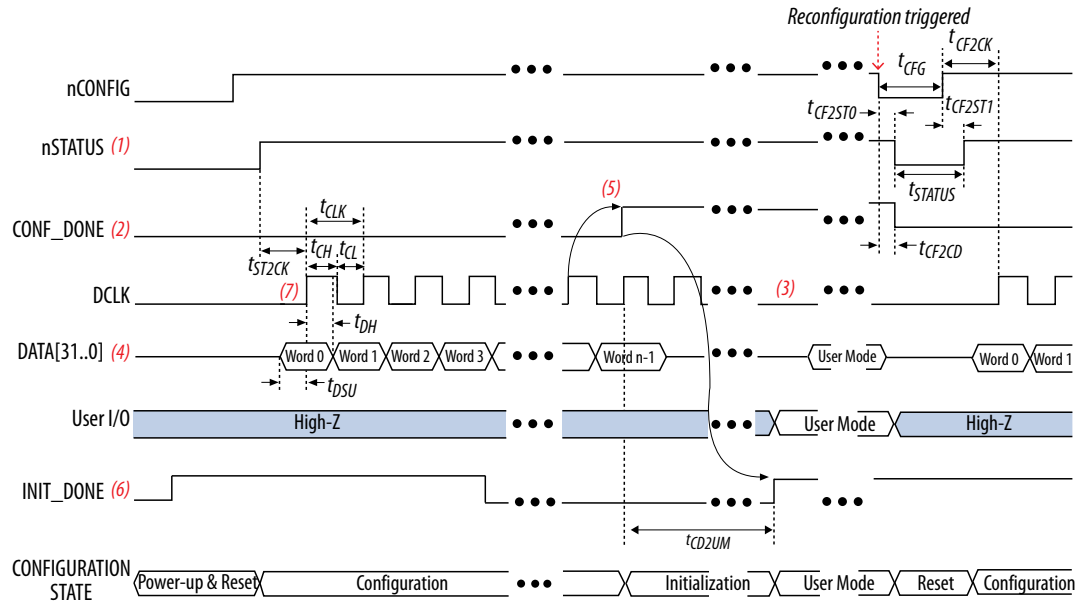 Reconfiguration triggered
tCF2CK
tCFG
nCONFIG
tCF2ST0
tCF2ST1
nSTATUS (1)
tSTATUS
(5)
tCLK
CONF_DONE (2)
tCF2CD
tST2CK
tCH
tCL
DCLK
(7)
(3)
tDH
DATA[31..0] (4)
Word 0
Word 1
Word 2
Word 3
Word n-1
User Mode
Word 0
Word 1
tDSU
User I/O
High-Z
User Mode
High-Z
INIT_DONE (6)
tCD2UM
CONFIGURATION
STATE
Power-up & Reset
Configuration
Initialization
User Mode
Reset
Configuration